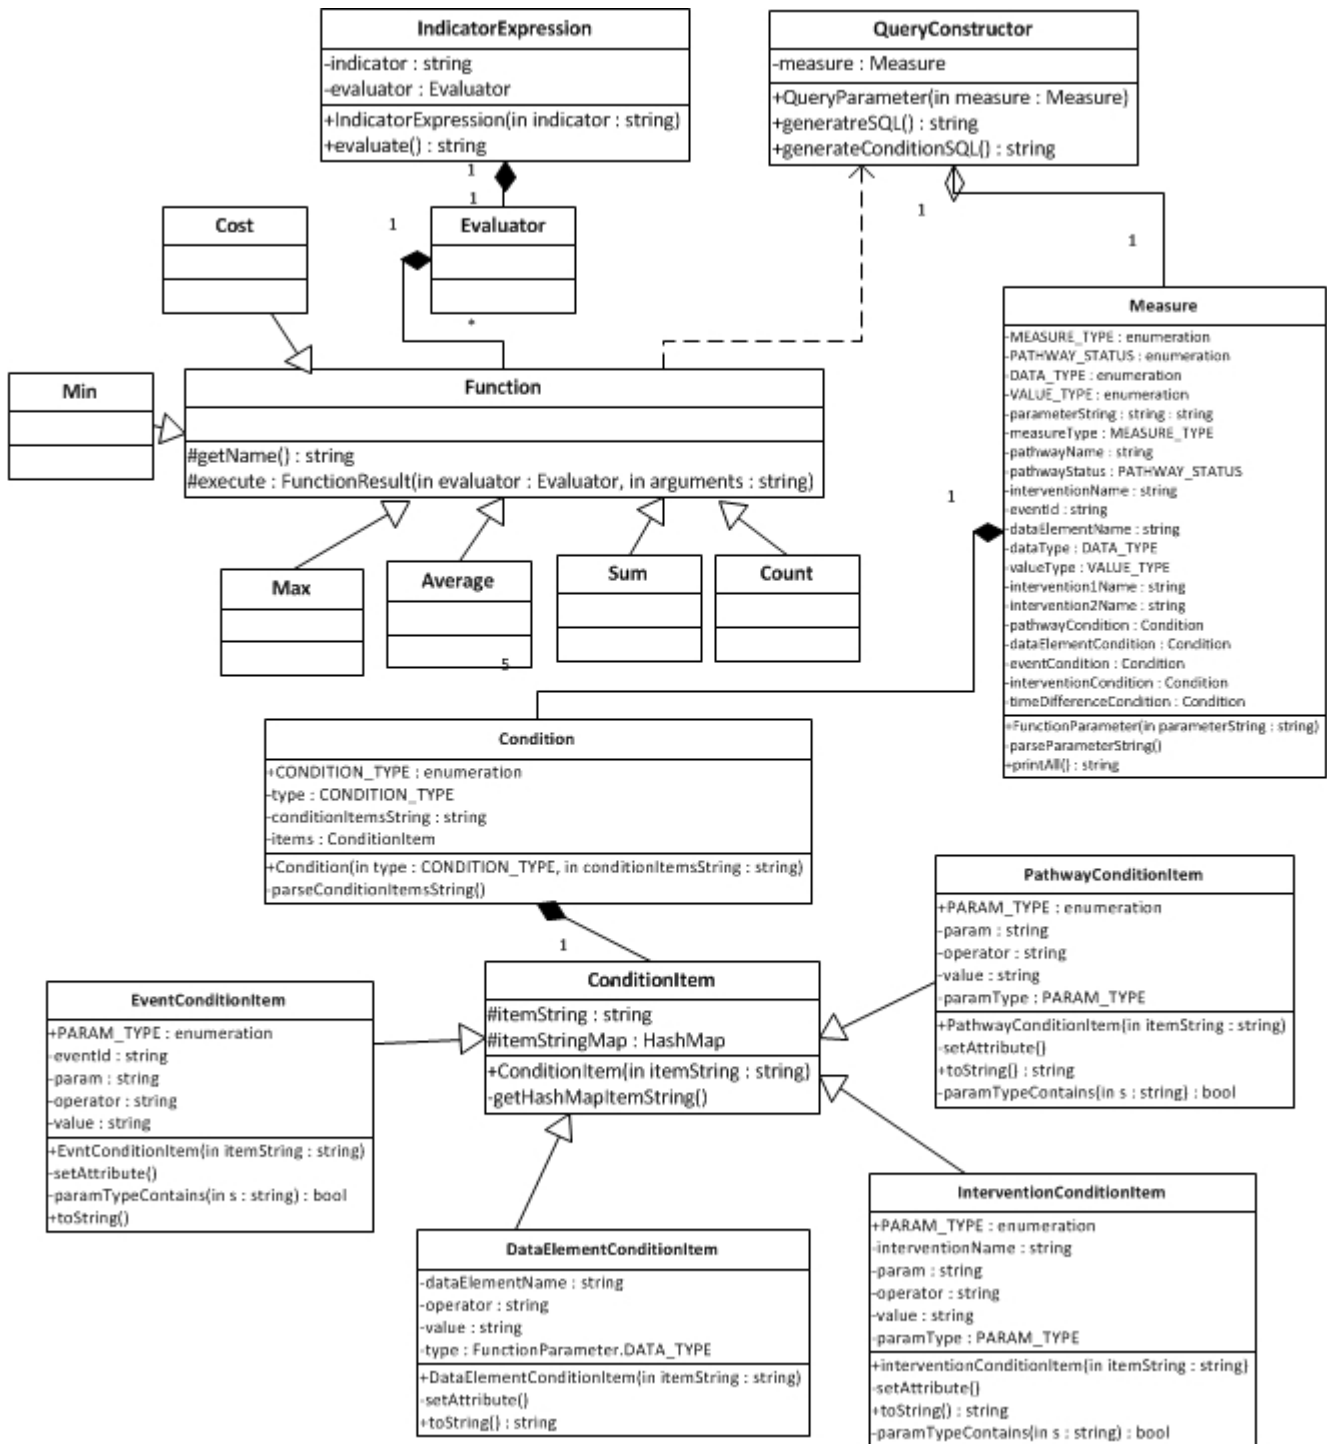 IndicatorExpression
-indicator : string
-evaluator : Evaluator
+IndicatorExpression(in indicator : string)
+evaluate() : string
QueryConstructor
-measure : Measure
+QueryParameter(in measure : Measure)
+generatreSQL() : string
+generateConditionSQL() : string
1
1
1
*
Cost
Evaluator
1
1
Min
Function
#getName() : string
#execute : FunctionResult(in evaluator : Evaluator, in arguments : string)
Measure
-MEASURE_TYPE : enumeration
-PATHWAY_STATUS : enumeration
-DATA_TYPE : enumeration
-VALUE_TYPE : enumeration
-parameterString : string : string
-measureType : MEASURE_TYPE
-pathwayName : string
-pathwayStatus : PATHWAY_STATUS
-interventionName : string
-eventId : string
-dataElementName : string
-dataType : DATA_TYPE
-valueType : VALUE_TYPE
-intervention1Name : string
-intervention2Name : string
-pathwayCondition : Condition
-dataElementCondition : Condition
-eventCondition : Condition
-interventionCondition : Condition
-timeDifferenceCondition : Condition
+FunctionParameter(in parameterString : string)
-parseParameterString()
+printAll() : string
1
Max
Average
Sum
Count
5
Condition
+CONDITION_TYPE : enumeration
-type : CONDITION_TYPE
-conditionItemsString : string
-items : ConditionItem
+Condition(in type : CONDITION_TYPE, in conditionItemsString : string)
-parseConditionItemsString()
1
PathwayConditionItem
+PARAM_TYPE : enumeration
-param : string
-operator : string
-value : string
-paramType : PARAM_TYPE
+PathwayConditionItem(in itemString : string)
-setAttribute()
+toString() : string
-paramTypeContains(in s : string) : bool
ConditionItem
#itemString : string
#itemStringMap : HashMap
+ConditionItem(in itemString : string)
-getHashMapItemString()
EventConditionItem
+PARAM_TYPE : enumeration
-eventId : string
-param : string
-operator : string
-value : string
+EvntConditionItem(in itemString : string)
-setAttribute()
-paramTypeContains(in s : string) : bool
+toString()
DataElementConditionItem
-dataElementName : string
-operator : string
-value : string
-type : FunctionParameter.DATA_TYPE
+DataElementConditionItem(in itemString : string)
-setAttribute()
+toString() : string
InterventionConditionItem
+PARAM_TYPE : enumeration
-interventionName : string
-param : string
-operator : string
-value : string
-paramType : PARAM_TYPE
+interventionConditionItem(in itemString : string)
-setAttribute()
+toString() : string
-paramTypeContains(in s : string) : bool